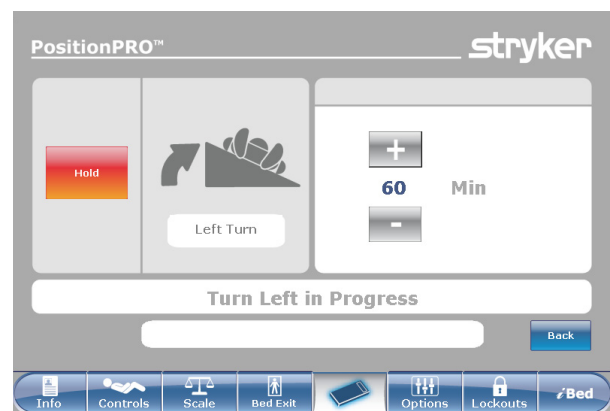 PositionPRO™
stryker
Hold
Left Turn
+
60 Min
-
Turn Left in Progress
Back
Info Controls Scale Bed Exit Options Lockouts iBed